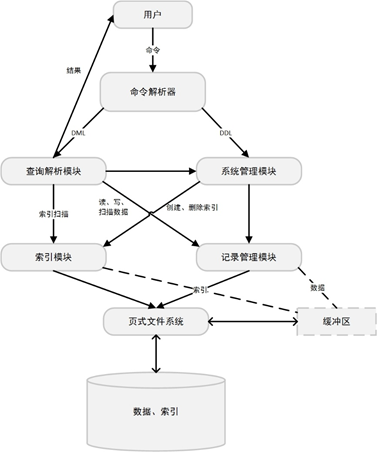 用户
命令
结果
命令解析器
DML
DDL
查询解析模块
系统管理模块
索引扫描
读、写、
扫描数据
创建、删除索引
索引模块
记录管理模块
索引
数据
页式文件系统
缓冲区
数据、索引